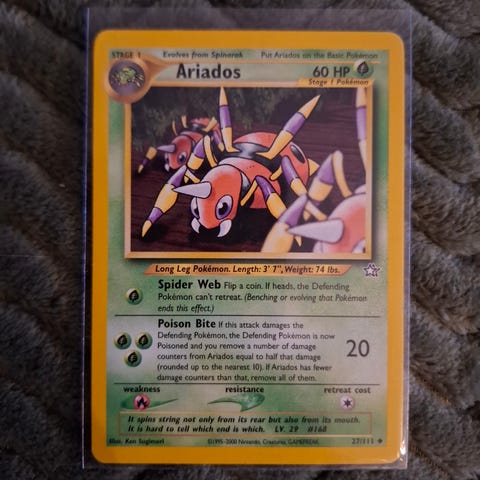 STAGE 1 Evolves from Spinarak Put Ariados on the Basic Pokémon
Ariados 60 HP
Stage 1 Pokémon
Long Leg Pokémon. Length: 3' 7", Weight: 74 lbs.
Spider Web Flip a coin. If heads, the Defending
Pokémon can't retreat. (Benching or evolving that Pokémon
ends this effect.)
Poison Bite If this attack damages the
Defending Pokémon, the Defending Pokémon is now
Poisoned and you remove a number of damage
counters from Ariados equal to half that damage
(rounded up to the nearest 10). If Ariados has fewer
damage counters than that, remove all of them.
20
weakness resistance retreat cost
It spins string not only from its rear but also from its mouth.
It is hard to tell which end is which. LV. 29 #168
Illus. Ken Sugimori ©1995-2000 Nintendo, Creatures, GAMEFREAK. 27/111